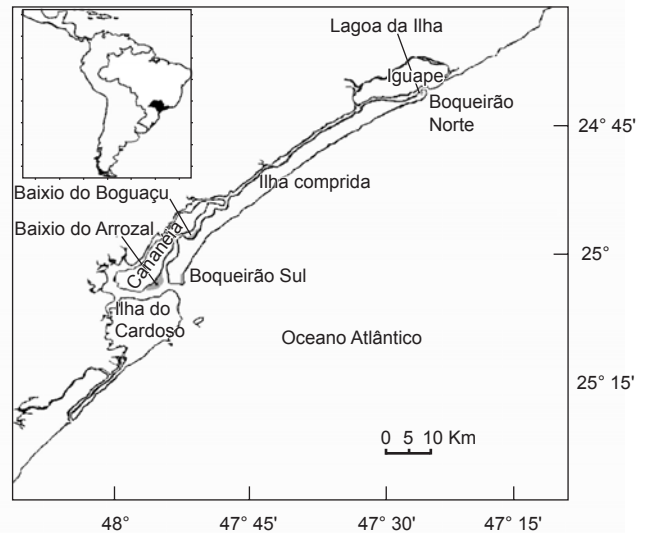 Lagoa da Ilha
Iguape
Boqueirão
Norte
24° 45'
Ilha comprida
Baixio do Boguaçu
Baixio do Arrozal
Cananéia
25°
Boqueirão Sul
Ilha do
Cardoso
Oceano Atlântico
25° 15'
0 5 10 Km
48° 47° 45' 47° 30' 47° 15'